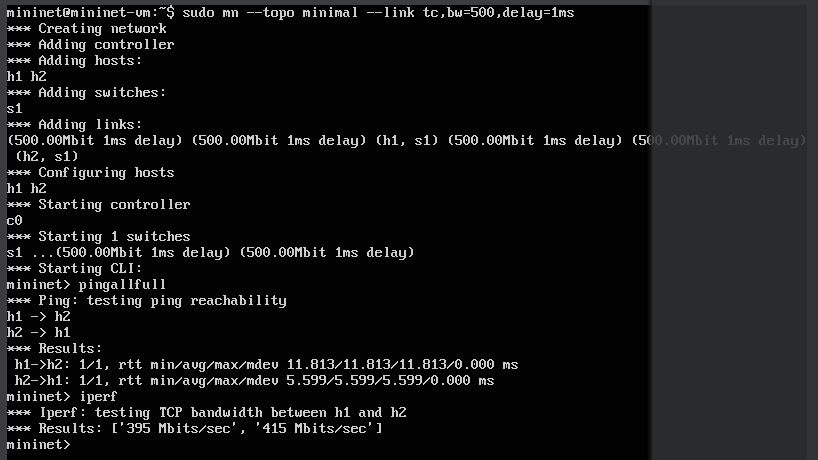 mininet@mininet-vm:~$ sudo mn --topo minimal --link tc,bw=500,delay=1ms
*** Creating network
*** Adding controller
*** Adding hosts:
h1 h2
*** Adding switches:
s1
*** Adding links:
(500.00Mbit 1ms delay) (500.00Mbit 1ms delay) (h1, s1) (500.00Mbit 1ms delay) (500.00Mbit 1ms delay)
 (h2, s1)
*** Configuring hosts
h1 h2
*** Starting controller
c0
*** Starting 1 switches
s1 ...(500.00Mbit 1ms delay) (500.00Mbit 1ms delay)
*** Starting CLI:
mininet> pingallfull
*** Ping: testing ping reachability
h1 -> h2
h2 -> h1
*** Results:
 h1->h2: 1/1, rtt min/avg/max/mdev 11.813/11.813/11.813/0.000 ms
 h2->h1: 1/1, rtt min/avg/max/mdev 5.599/5.599/5.599/0.000 ms
mininet> iperf
*** Iperf: testing TCP bandwidth between h1 and h2
*** Results: ['395 Mbits/sec', '415 Mbits/sec']
mininet>